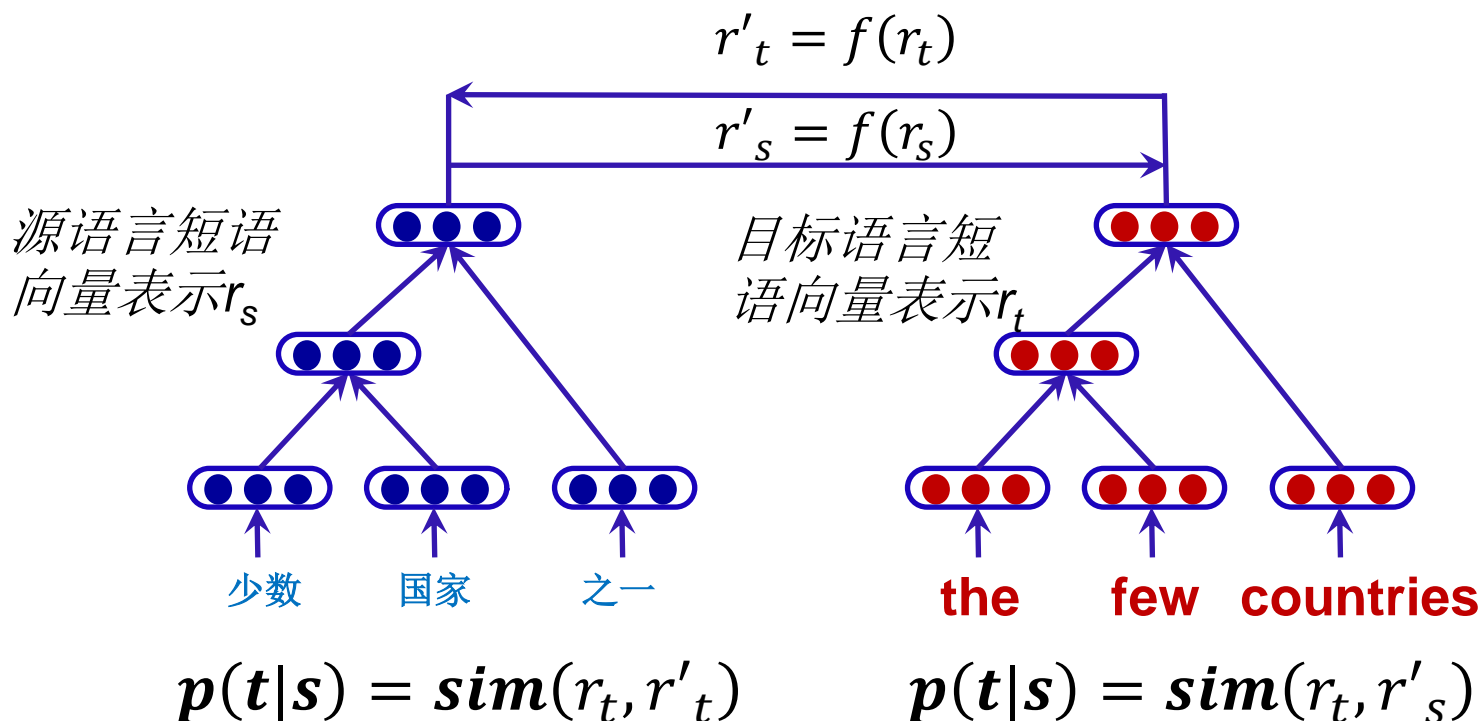 r'ₜ = f(rₜ)
r'ₛ = f(rₛ)
源语言短语
向量表示rₛ
目标语言短
语向量表示rₜ
少数 国家 之一
the few countries
p(t|s) = sim(rₜ, r'ₜ)
p(t|s) = sim(rₜ, r'ₛ)